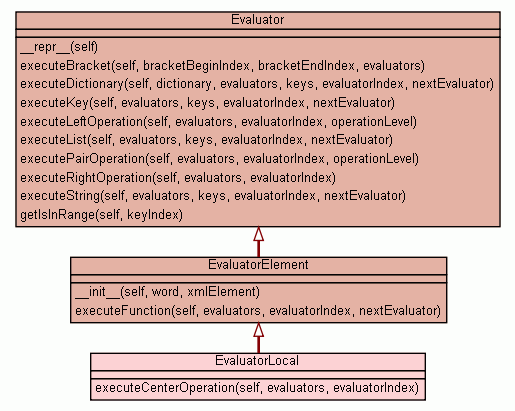 Evaluator
__repr__(self)
executeBracket(self, bracketBeginIndex, bracketEndIndex, evaluators)
executeDictionary(self, dictionary, evaluators, keys, evaluatorIndex, nextEvaluator)
executeKey(self, evaluators, keys, evaluatorIndex, nextEvaluator)
executeLeftOperation(self, evaluators, evaluatorIndex, operationLevel)
executeList(self, evaluators, keys, evaluatorIndex, nextEvaluator)
executePairOperation(self, evaluators, evaluatorIndex, operationLevel)
executeRightOperation(self, evaluators, evaluatorIndex)
executeString(self, evaluators, keys, evaluatorIndex, nextEvaluator)
getIsInRange(self, keyIndex)
EvaluatorElement
__init__(self, word, xmlElement)
executeFunction(self, evaluators, evaluatorIndex, nextEvaluator)
EvaluatorLocal
executeCenterOperation(self, evaluators, evaluatorIndex)